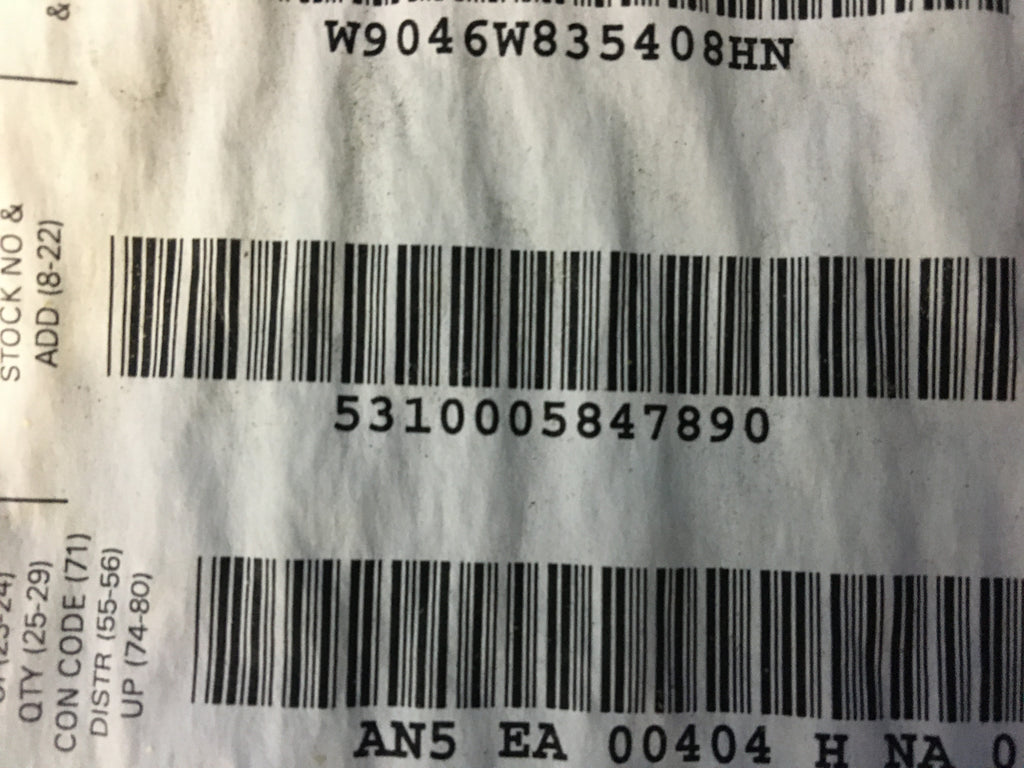 &
W9046W835408HN
STOCK NO &
ADD (8-22)
5310005847890
QTY (25-29)
CON CODE (71)
DISTR (55-56)
UP (74-80)
AN5 EA 00404 H NA 0